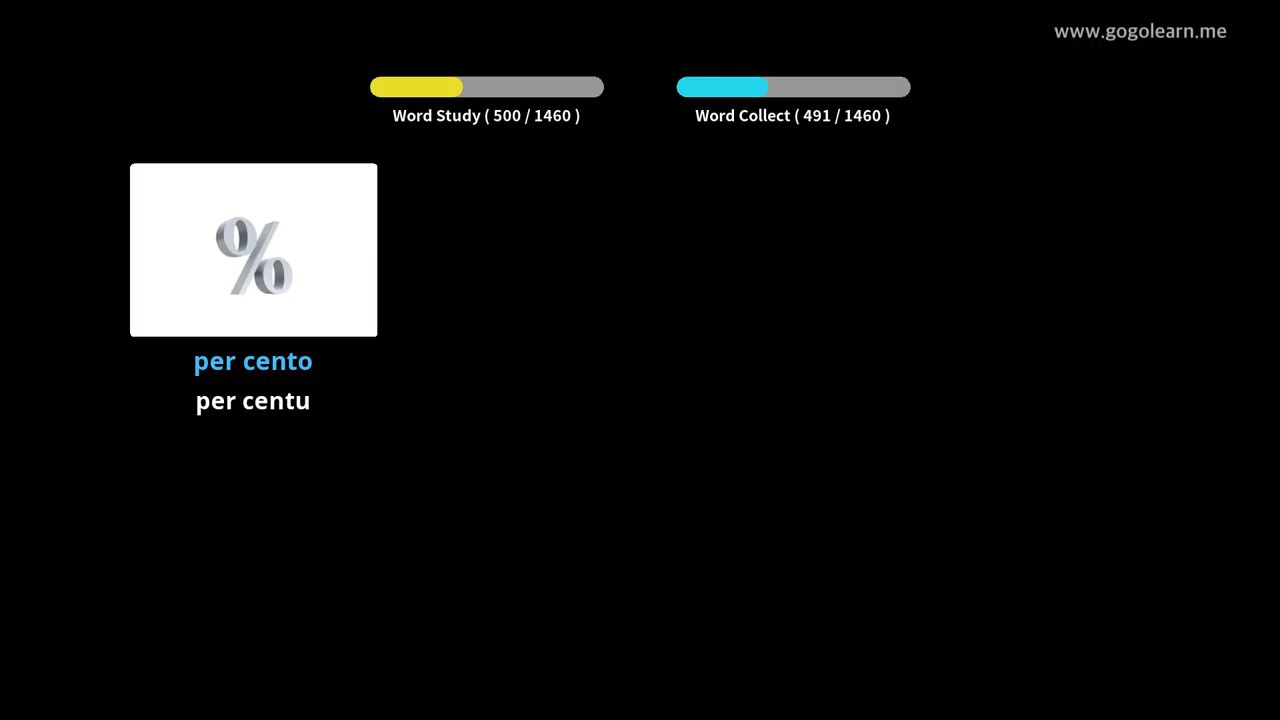 www.gogolearn.me
Word Study ( 500 / 1460 )
Word Collect ( 491 / 1460 )
%
per cento
per centu